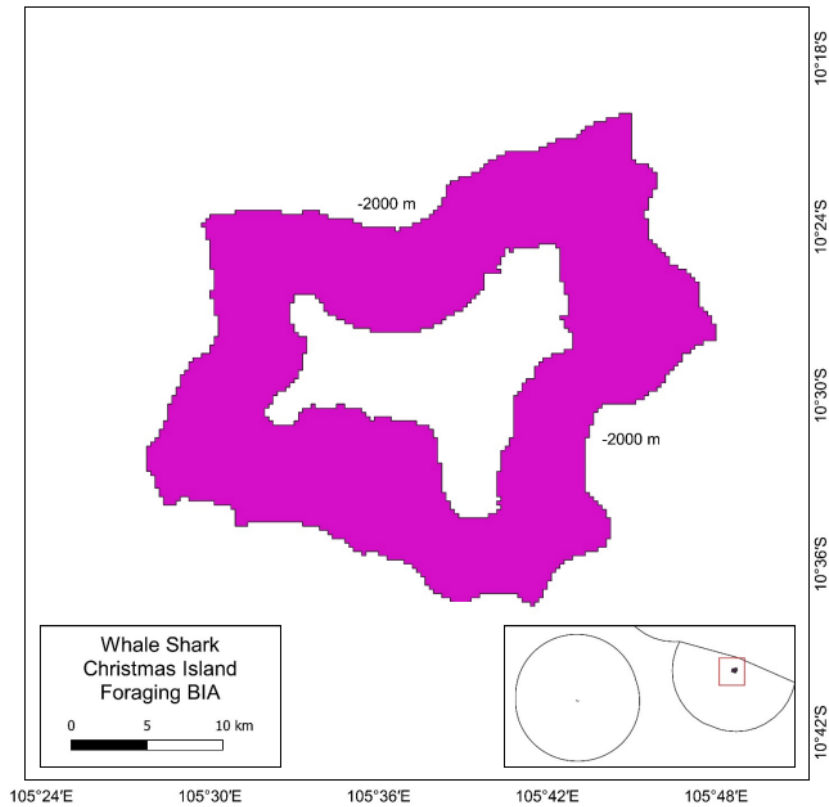 10°18'S
-2000 m
10°24'S
10°30'S
-2000 m
10°36'S
Whale Shark
Christmas Island
Foraging BIA
0 5 10 km
10°42'S
105°24'E 105°30'E 105°36'E 105°42'E 105°48'E